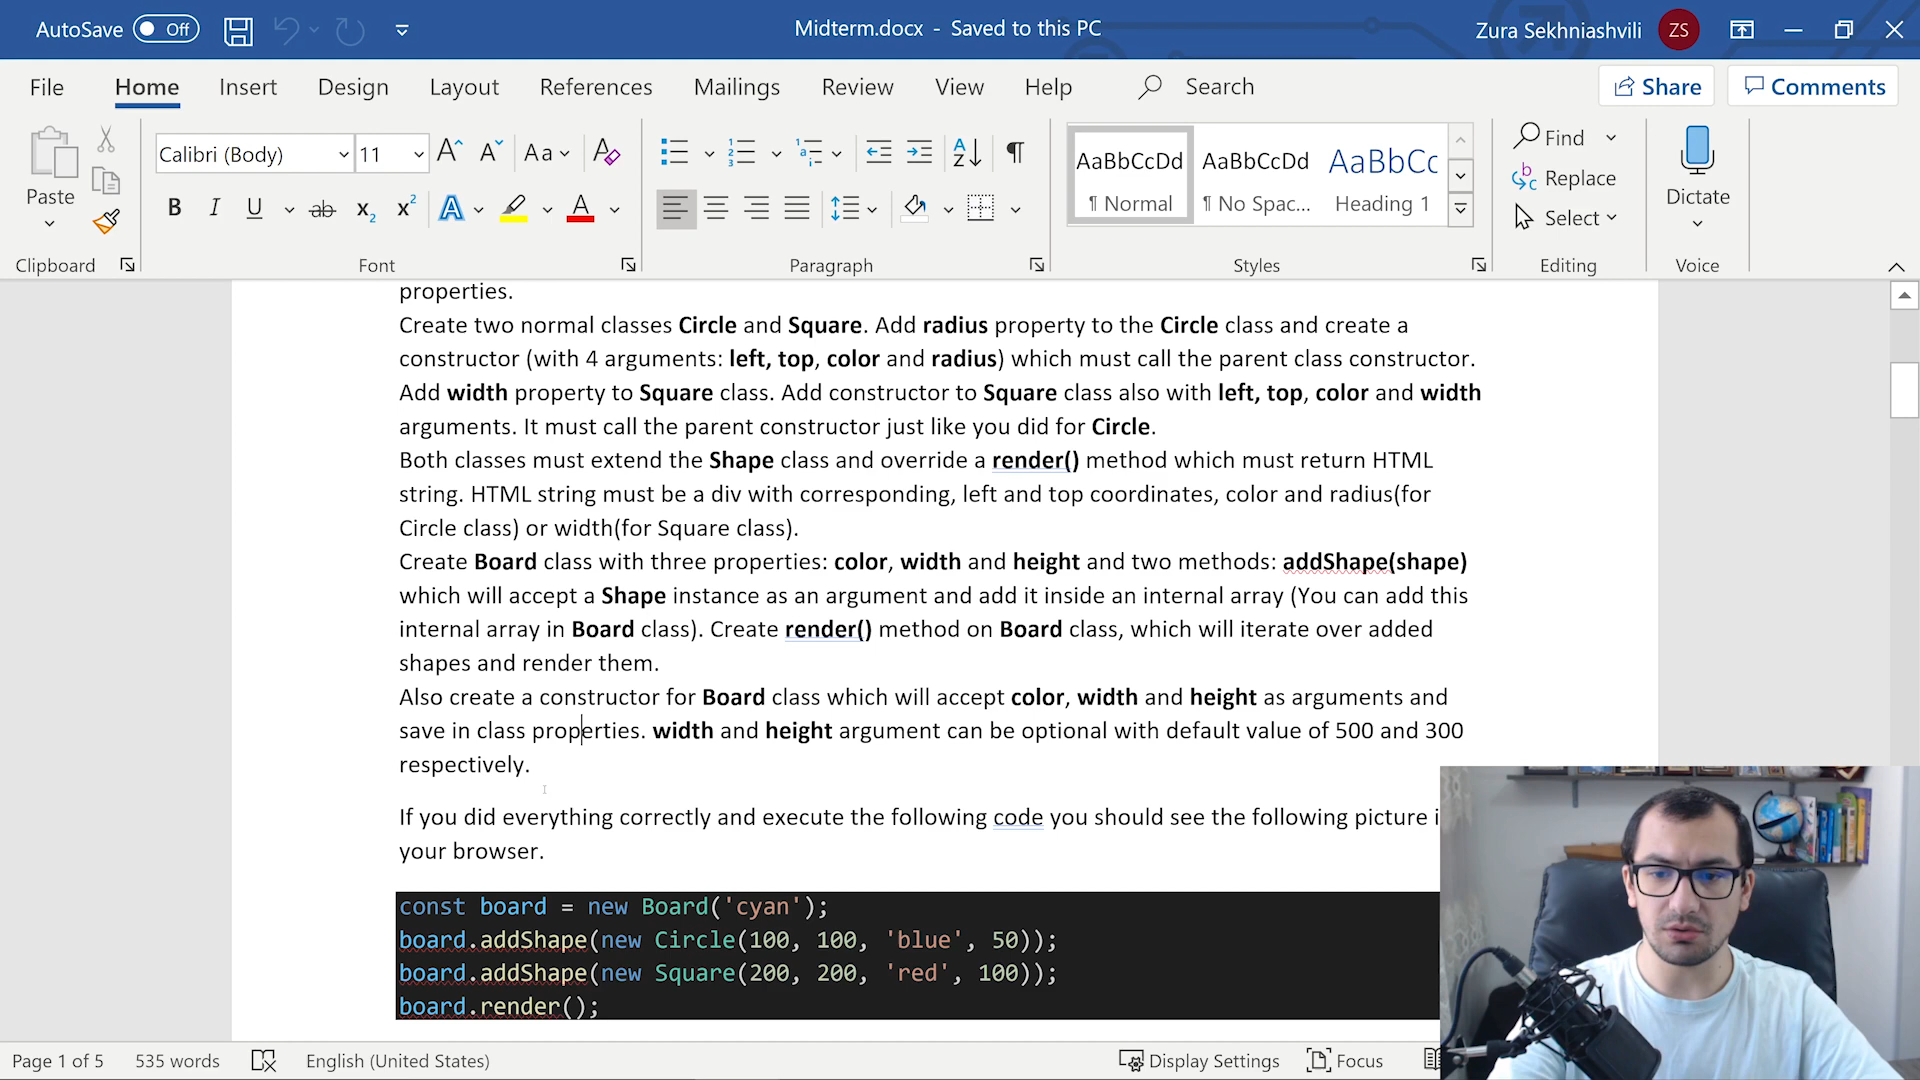 AutoSave Off Midterm.docx - Saved to this PC Zura Sekhniashvili ZS
File Home Insert Design Layout References Mailings Review View Help Search Share Comments
Paste Calibri (Body) 11 Aa AaBbCcDd AaBbCcDd AaBbCc Find Replace Select Dictate
B I U ab x2 x2 A A ¶ Normal ¶ No Spac... Heading 1
Clipboard Font Paragraph Styles Editing Voice
properties.
Create two normal classes Circle and Square. Add radius property to the Circle class and create a
constructor (with 4 arguments: left, top, color and radius) which must call the parent class constructor.
Add width property to Square class. Add constructor to Square class also with left, top, color and width
arguments. It must call the parent constructor just like you did for Circle.
Both classes must extend the Shape class and override a render() method which must return HTML
string. HTML string must be a div with corresponding, left and top coordinates, color and radius(for
Circle class) or width(for Square class).
Create Board class with three properties: color, width and height and two methods: addShape(shape)
which will accept a Shape instance as an argument and add it inside an internal array (You can add this
internal array in Board class). Create render() method on Board class, which will iterate over added
shapes and render them.
Also create a constructor for Board class which will accept color, width and height as arguments and
save in class properties. width and height argument can be optional with default value of 500 and 300
respectively.
If you did everything correctly and execute the following code you should see the following picture i
your browser.
const board = new Board('cyan');
board.addShape(new Circle(100, 100, 'blue', 50));
board.addShape(new Square(200, 200, 'red', 100));
board.render();
Page 1 of 5 535 words English (United States) Display Settings Focus